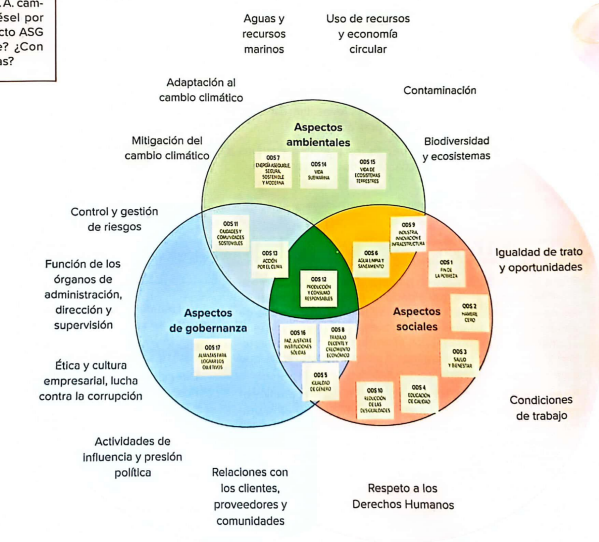 . A. cam-
ésel por
cto ASG
e? ¿Con
as?
Aguas y
recursos
marinos
Uso de recursos
y economía
circular
Adaptación al
cambio climático
Contaminación
Mitigación del
cambio climático
Aspectos
ambientales
Biodiversidad
y ecosistemas
ODS 7
ENERGÍA ASEQUIBLE,
SEGURA,
SOSTENIBLE
Y MODERNA
ODS 14
VIDA
SUBMARINA
ODS 15
VIDA DE
ECOSISTEMAS
TERRESTRES
Control y gestión
de riesgos
ODS 11
CIUDADES Y
COMUNIDADES
SOSTENIBLES
ODS 9
INDUSTRIA,
INNOVACIÓN E
INFRAESTRUCTURA
ODS 13
ACCIÓN
POR EL CLIMA
ODS 6
AGUA LIMPIA Y
SANEAMIENTO
Igualdad de trato
y oportunidades
ODS 1
FIN DE
LA POBREZA
Función de los
órganos de
administración,
dirección y
supervisión
ODS 12
PRODUCCIÓN
Y CONSUMO
RESPONSABLES
Aspectos
de gobernanza
Aspectos
sociales
ODS 2
HAMBRE
CERO
ODS 16
PAZ, JUSTICIA E
INSTITUCIONES
SÓLIDAS
ODS 8
TRABAJO
DECENTE Y
CRECIMIENTO
ECONÓMICO
ODS 17
ALIANZAS PARA
LOGRAR LOS
OBJETIVOS
ODS 3
SALUD
Y BIENESTAR
Ética y cultura
empresarial, lucha
contra la corrupción
ODS 5
IGUALDAD
DE GÉNERO
ODS 10
REDUCCIÓN
DE LAS
DESIGUALDADES
ODS 4
EDUCACIÓN
DE CALIDAD
Condiciones
de trabajo
Actividades de
influencia y presión
política
Relaciones con
los clientes,
proveedores y
comunidades
Respeto a los
Derechos Humanos